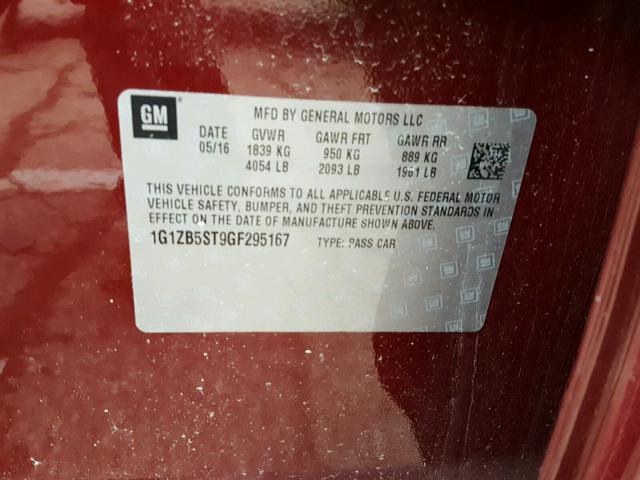 GM
MFD BY GENERAL MOTORS LLC
DATE GVWR GAWR FRT GAWR RR
05/16 1839 KG 950 KG 889 KG
4054 LB 2093 LB 1961 LB
THIS VEHICLE CONFORMS TO ALL APPLICABLE U.S. FEDERAL MOTOR
VEHICLE SAFETY, BUMPER, AND THEFT PREVENTION STANDARDS IN
EFFECT ON THE DATE OF MANUFACTURE SHOWN ABOVE.
1G1ZB5ST9GF295167 TYPE: PASS CAR